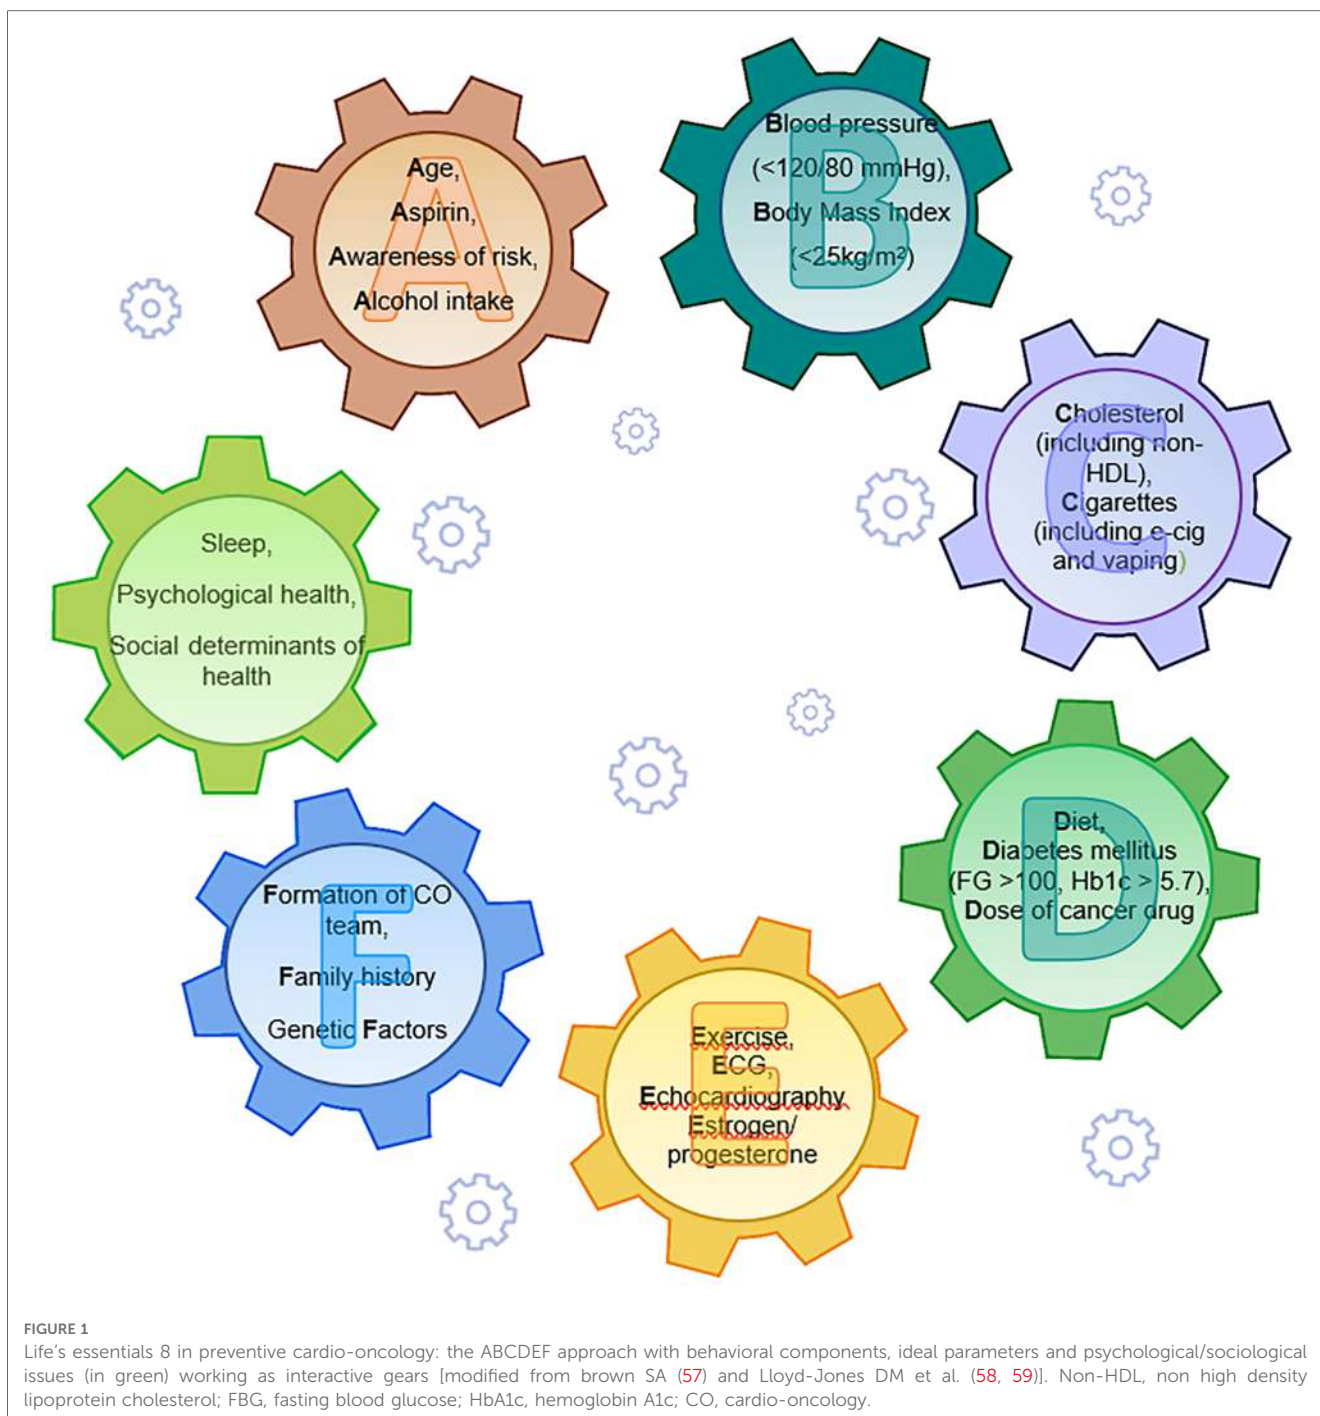 Age,
Aspirin,
Awareness of risk,
Alcohol intake
A
Blood pressure
(<120/80 mmHg),
Body Mass Index
(<25kg/m²)
B
Cholesterol
(including non-
HDL),
Cigarettes
(including e-cig
and vaping)
C
Diet,
Diabetes mellitus
(FG >100, Hb1c > 5.7),
Dose of cancer drug
D
Exercise,
ECG,
Echocardiography
Estrogen/
progesterone
E
Formation of CO
team,
Family history
Genetic Factors
F
Sleep,
Psychological health,
Social determinants of
health
FIGURE 1
Life's essentials 8 in preventive cardio-oncology: the ABCDEF approach with behavioral components, ideal parameters and psychological/sociological
issues (in green) working as interactive gears [modified from brown SA (57) and Lloyd-Jones DM et al. (58, 59)]. Non-HDL, non high density
lipoprotein cholesterol; FBG, fasting blood glucose; HbA1c, hemoglobin A1c; CO, cardio-oncology.